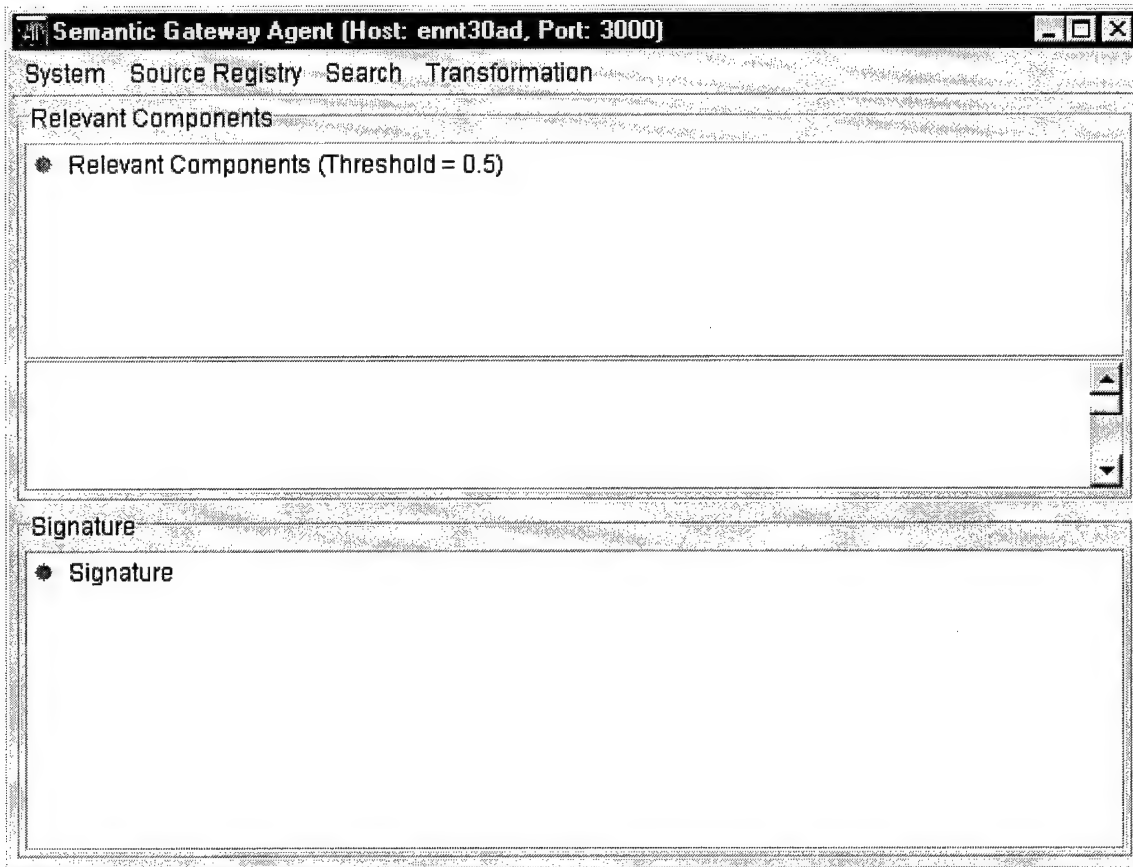 Semantic Gateway Agent (Host: ennt30ad, Port: 3000)
System Source Registry Search Transformation
Relevant Components
Relevant Components (Threshold = 0.5)
Signature
Signature